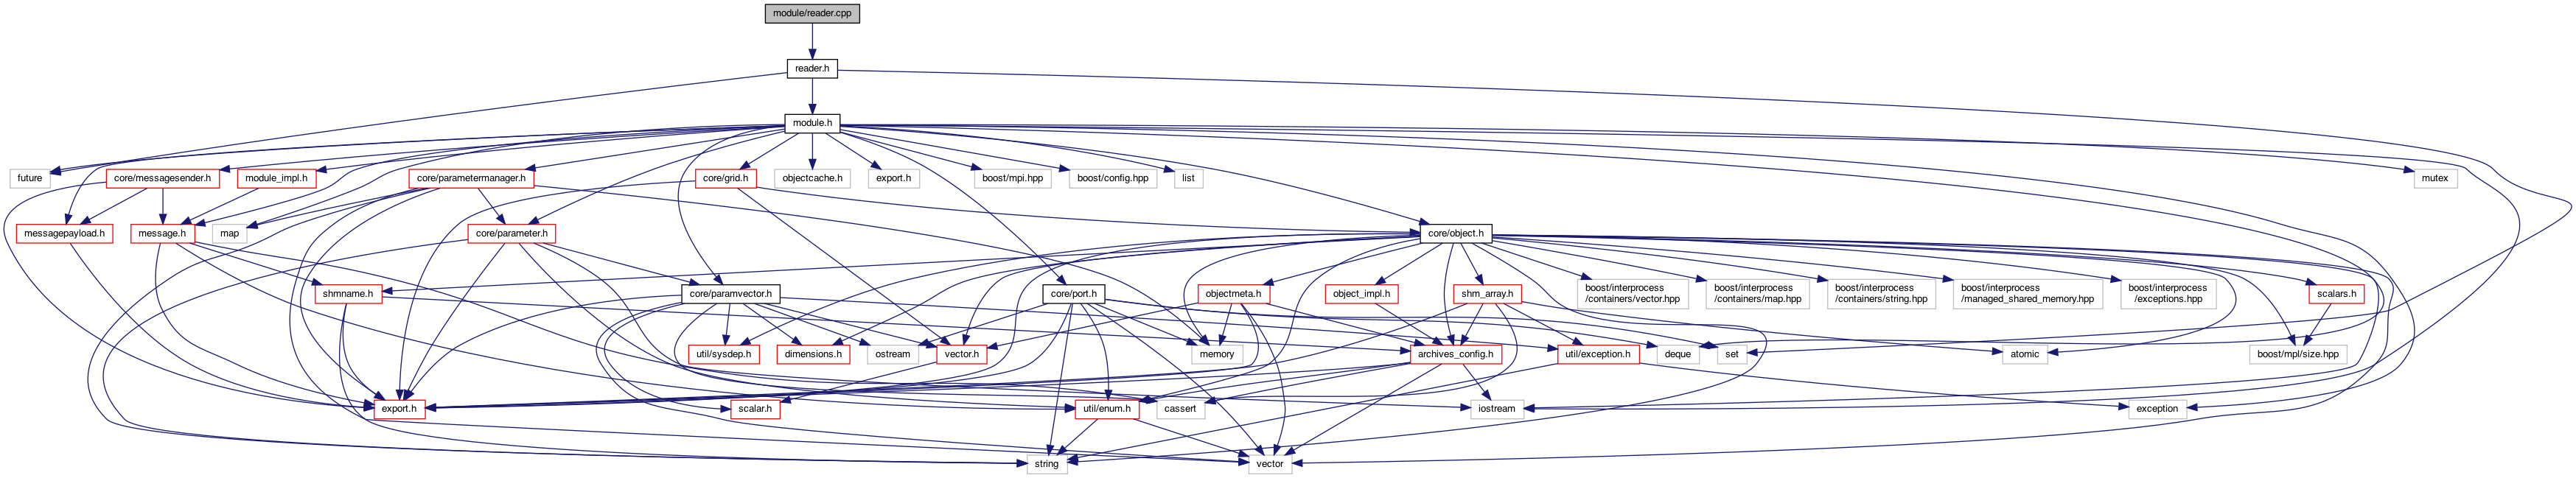 module/reader.cpp
reader.h
module.h
future
core/messagesender.h
module_impl.h
core/parametermanager.h
core/grid.h
objectcache.h
export.h
boost/mpi.hpp
boost/config.hpp
list
mutex
messagepayload.h
message.h
map
core/parameter.h
core/object.h
shmname.h
core/paramvector.h
core/port.h
objectmeta.h
object_impl.h
shm_array.h
boost/interprocess
/containers/vector.hpp
boost/interprocess
/containers/map.hpp
boost/interprocess
/containers/string.hpp
boost/interprocess
/managed_shared_memory.hpp
boost/interprocess
/exceptions.hpp
scalars.h
util/sysdep.h
dimensions.h
ostream
vector.h
memory
archives_config.h
util/exception.h
deque
set
atomic
boost/mpl/size.hpp
export.h
scalar.h
util/enum.h
cassert
iostream
exception
string
vector